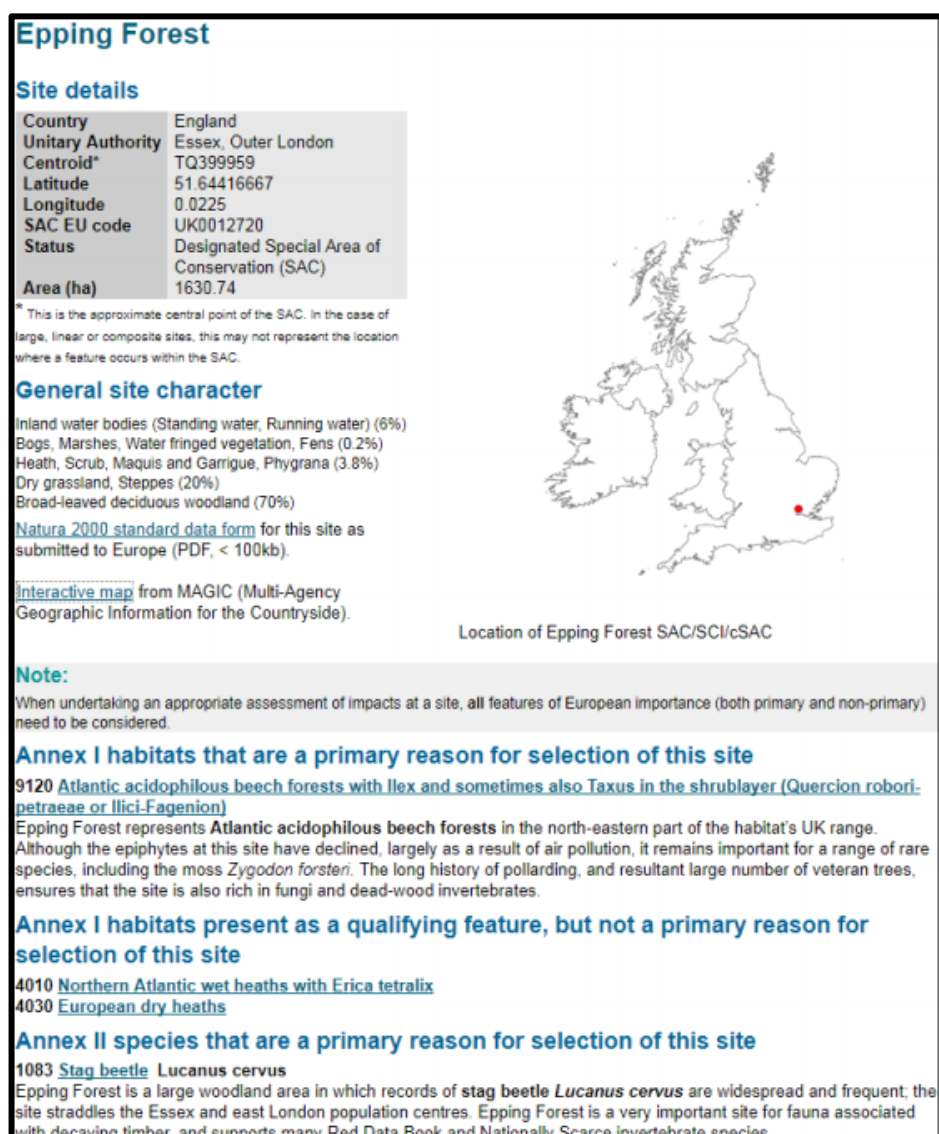 Epping Forest
Site details
Country England
Unitary Authority Essex, Outer London
Centroid* TQ399959
Latitude 51.64416667
Longitude 0.0225
SAC EU code UK0012720
Status Designated Special Area of
Conservation (SAC)
Area (ha) 1630.74
* This is the approximate central point of the SAC. In the case of
large, linear or composite sites, this may not represent the location
where a feature occurs within the SAC.
General site character
Inland water bodies (Standing water, Running water) (6%)
Bogs, Marshes, Water fringed vegetation, Fens (0.2%)
Heath, Scrub, Maquis and Garrigue, Phygrana (3.8%)
Dry grassland, Steppes (20%)
Broad-leaved deciduous woodland (70%)
Natura 2000 standard data form for this site as
submitted to Europe (PDF, < 100kb).
Interactive map from MAGIC (Multi-Agency
Geographic Information for the Countryside).
Location of Epping Forest SAC/SCI/cSAC
Note:
When undertaking an appropriate assessment of impacts at a site, all features of European importance (both primary and non-primary)
need to be considered.
Annex I habitats that are a primary reason for selection of this site
9120 Atlantic acidophilous beech forests with Ilex and sometimes also Taxus in the shrublayer (Quercion robori-
petraeae or Ilici-Fagenion)
Epping Forest represents Atlantic acidophilous beech forests in the north-eastern part of the habitat's UK range.
Although the epiphytes at this site have declined, largely as a result of air pollution, it remains important for a range of rare
species, including the moss Zygodon forsteri. The long history of pollarding, and resultant large number of veteran trees,
ensures that the site is also rich in fungi and dead-wood invertebrates.
Annex I habitats present as a qualifying feature, but not a primary reason for
selection of this site
4010 Northern Atlantic wet heaths with Erica tetralix
4030 European dry heaths
Annex II species that are a primary reason for selection of this site
1083 Stag beetle Lucanus cervus
Epping Forest is a large woodland area in which records of stag beetle Lucanus cervus are widespread and frequent; the
site straddles the Essex and east London population centres. Epping Forest is a very important site for fauna associated
with decaying timber, and supports many Red Data Book and Nationally Scarce invertebrate species.